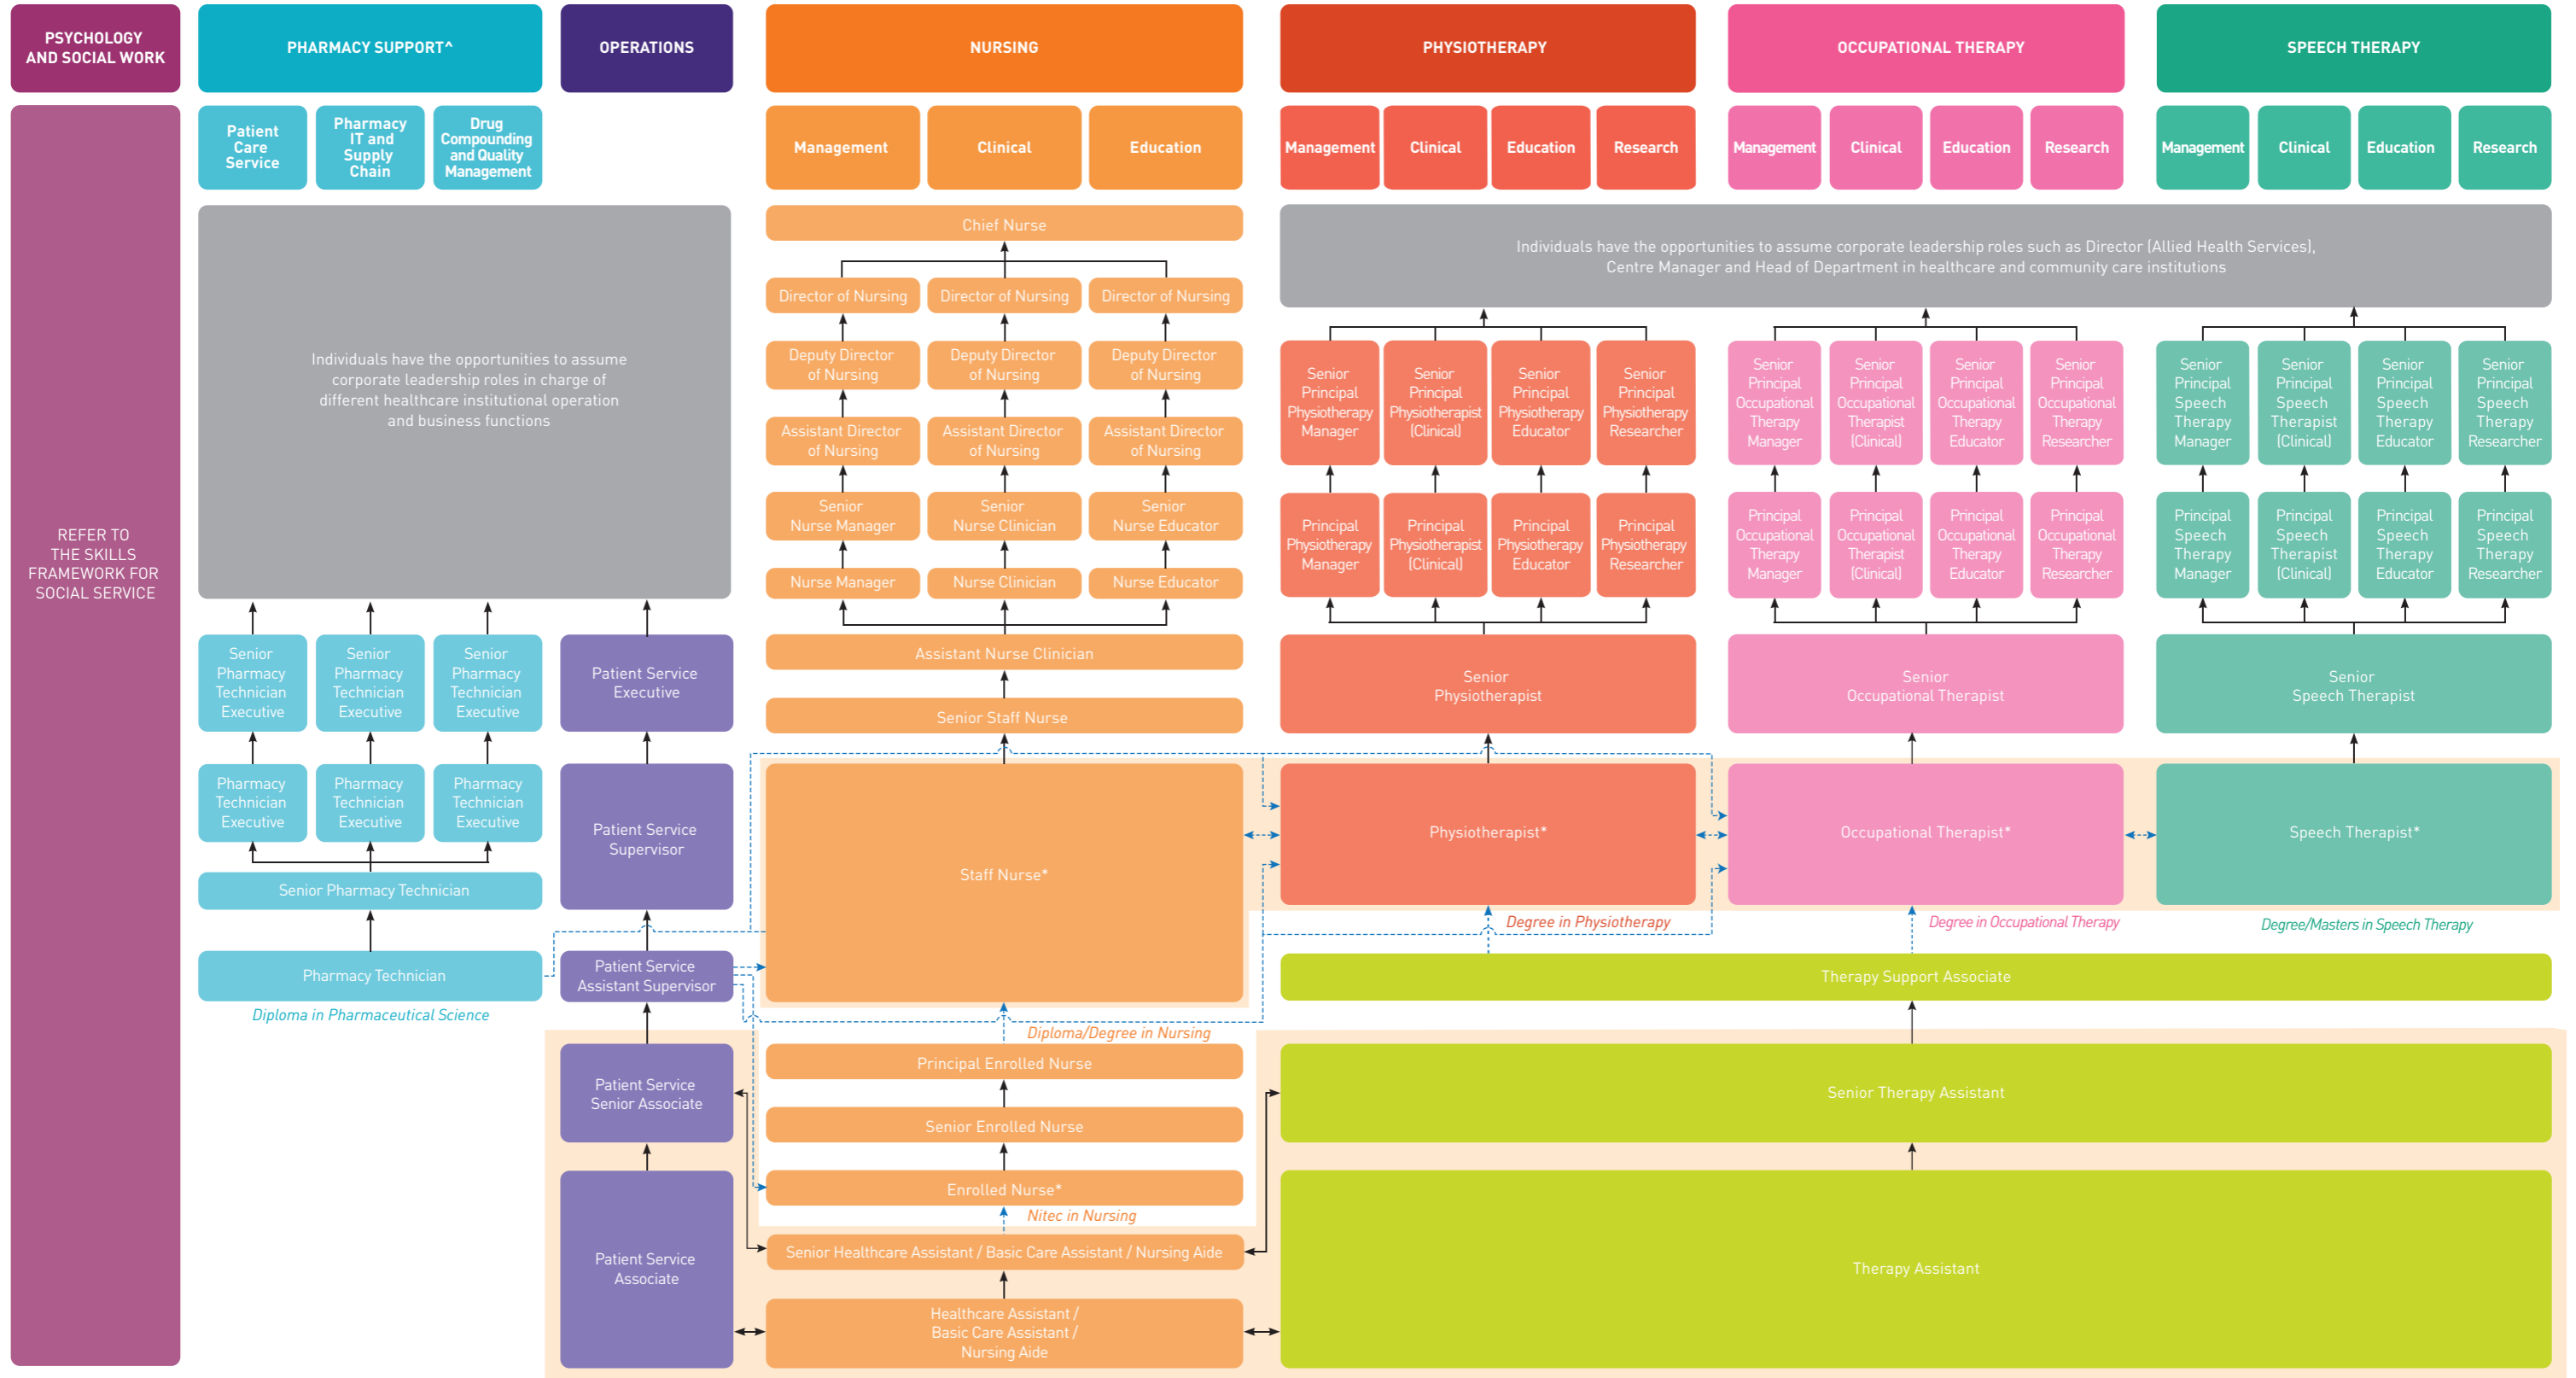 PSYCHOLOGY
AND SOCIAL WORK
PHARMACY SUPPORT^
OPERATIONS
NURSING
PHYSIOTHERAPY
OCCUPATIONAL THERAPY
SPEECH THERAPY
Patient
Care
Service
Pharmacy
IT and
Supply
Chain
Drug
Compounding
and Quality
Management
Management
Clinical
Education
Management
Clinical
Education
Research
Management
Clinical
Education
Research
Management
Clinical
Education
Research
REFER TO
THE SKILLS
FRAMEWORK FOR
SOCIAL SERVICE
Individuals have the opportunities to assume
corporate leadership roles in charge of
different healthcare institutional operation
and business functions
Chief Nurse
Individuals have the opportunities to assume corporate leadership roles such as Director (Allied Health Services),
Centre Manager and Head of Department in healthcare and community care institutions
Director of Nursing
Director of Nursing
Director of Nursing
Deputy Director
of Nursing
Deputy Director
of Nursing
Deputy Director
of Nursing
Assistant Director
of Nursing
Assistant Director
of Nursing
Assistant Director
of Nursing
Senior
Nurse Manager
Senior
Nurse Clinician
Senior
Nurse Educator
Nurse Manager
Nurse Clinician
Nurse Educator
Senior
Principal
Physiotherapy
Manager
Senior
Principal
Physiotherapist
(Clinical)
Senior
Principal
Physiotherapy
Educator
Senior
Principal
Physiotherapy
Researcher
Senior
Principal
Occupational
Therapy
Manager
Senior
Principal
Occupational
Therapist
(Clinical)
Senior
Principal
Occupational
Therapy
Educator
Senior
Principal
Occupational
Therapy
Researcher
Senior
Principal
Speech
Therapy
Manager
Senior
Principal
Speech
Therapist
(Clinical)
Senior
Principal
Speech
Therapy
Educator
Senior
Principal
Speech
Therapy
Researcher
Principal
Physiotherapy
Manager
Principal
Physiotherapist
(Clinical)
Principal
Physiotherapy
Educator
Principal
Physiotherapy
Researcher
Principal
Occupational
Therapy
Manager
Principal
Occupational
Therapist
(Clinical)
Principal
Occupational
Therapy
Educator
Principal
Occupational
Therapy
Researcher
Principal
Speech
Therapy
Manager
Principal
Speech
Therapist
(Clinical)
Principal
Speech
Therapy
Educator
Principal
Speech
Therapy
Researcher
Senior
Pharmacy
Technician
Executive
Senior
Pharmacy
Technician
Executive
Senior
Pharmacy
Technician
Executive
Patient Service
Executive
Assistant Nurse Clinician
Senior Staff Nurse
Senior
Physiotherapist
Senior
Occupational Therapist
Senior
Speech Therapist
Pharmacy
Technician
Executive
Pharmacy
Technician
Executive
Pharmacy
Technician
Executive
Patient Service
Supervisor
Staff Nurse*
Physiotherapist*
Occupational Therapist*
Speech Therapist*
Senior Pharmacy Technician
Degree in Physiotherapy
Degree in Occupational Therapy
Degree/Masters in Speech Therapy
Pharmacy Technician
Patient Service
Assistant Supervisor
Therapy Support Associate
Diploma in Pharmaceutical Science
Diploma/Degree in Nursing
Patient Service
Senior Associate
Principal Enrolled Nurse
Senior Enrolled Nurse
Senior Therapy Assistant
Enrolled Nurse*
Nitec in Nursing
Patient Service
Associate
Senior Healthcare Assistant / Basic Care Assistant / Nursing Aide
Therapy Assistant
Healthcare Assistant /
Basic Care Assistant /
Nursing Aide